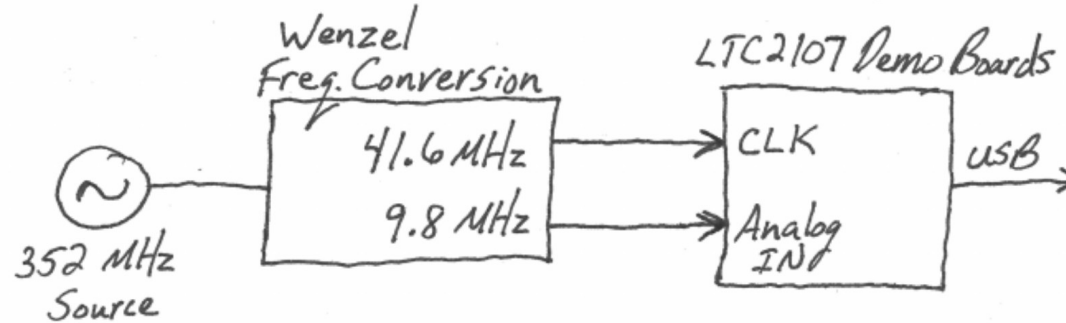 Wenzel
Freq. Conversion
41.6 MHz
9.8 MHz
352 MHz
Source
LTC2107 Demo Boards
CLK
Analog
IN
USB